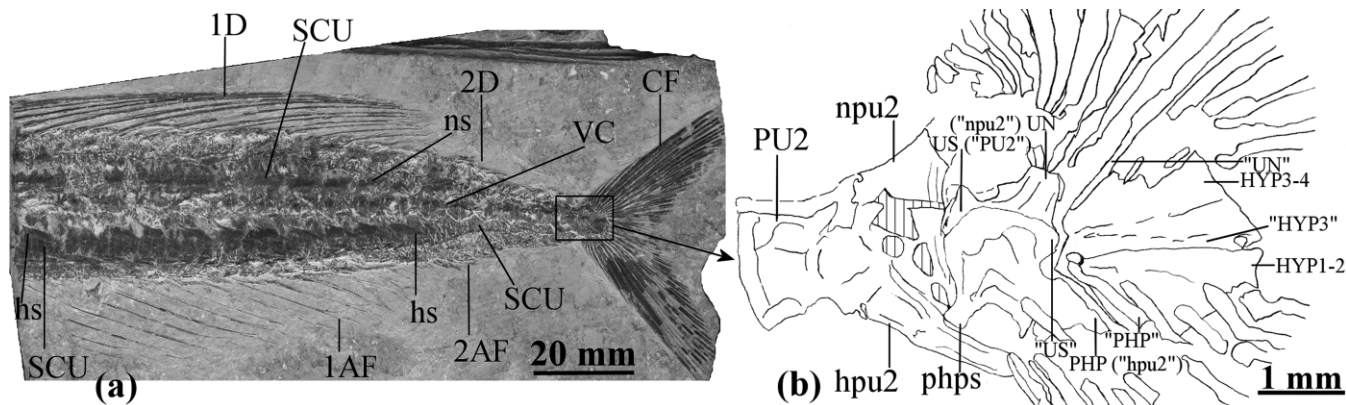 1D
SCU
2D
CF
ns
VC
hs
SCU
1AF
hs
2AF
SCU
20 mm
(a)
PU2
npu2
("npu2") UN
US ("PU2")
"UN"
HYP3-4
"HYP3"
HYP1-2
"PHP"
"US"
PHP ("hpu2")
hpu2
phps
(b)
1 mm